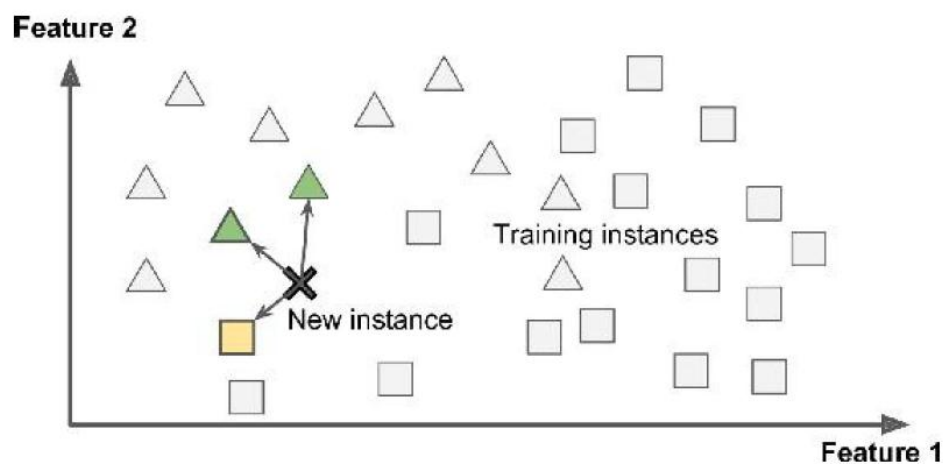 Feature 2
Training instances
New instance
Feature 1